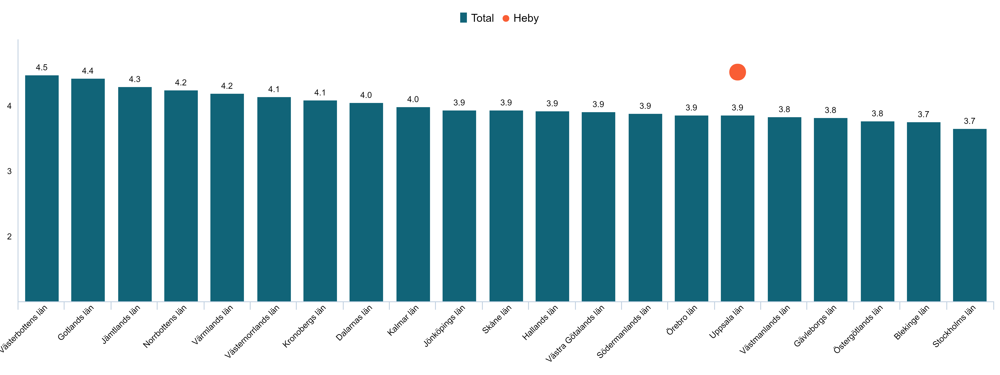 Total Heby
4.5 4.4 4.3 4.2 4.2 4.1 4.1 4.0 4.0 3.9 3.9 3.9 3.9 3.9 3.9 3.9 3.8 3.8 3.8 3.7 3.7
4
3
2
Västerbottens län
Gotlands län
Jämtlands län
Norrbottens län
Värmlands län
Västernorrlands län
Kronobergs län
Dalarnas län
Kalmar län
Jönköpings län
Skåne län
Hallands län
Västra Götalands län
Södermanlands län
Örebro län
Uppsala län
Västmanlands län
Gävleborgs län
Östergötlands län
Blekinge län
Stockholms län